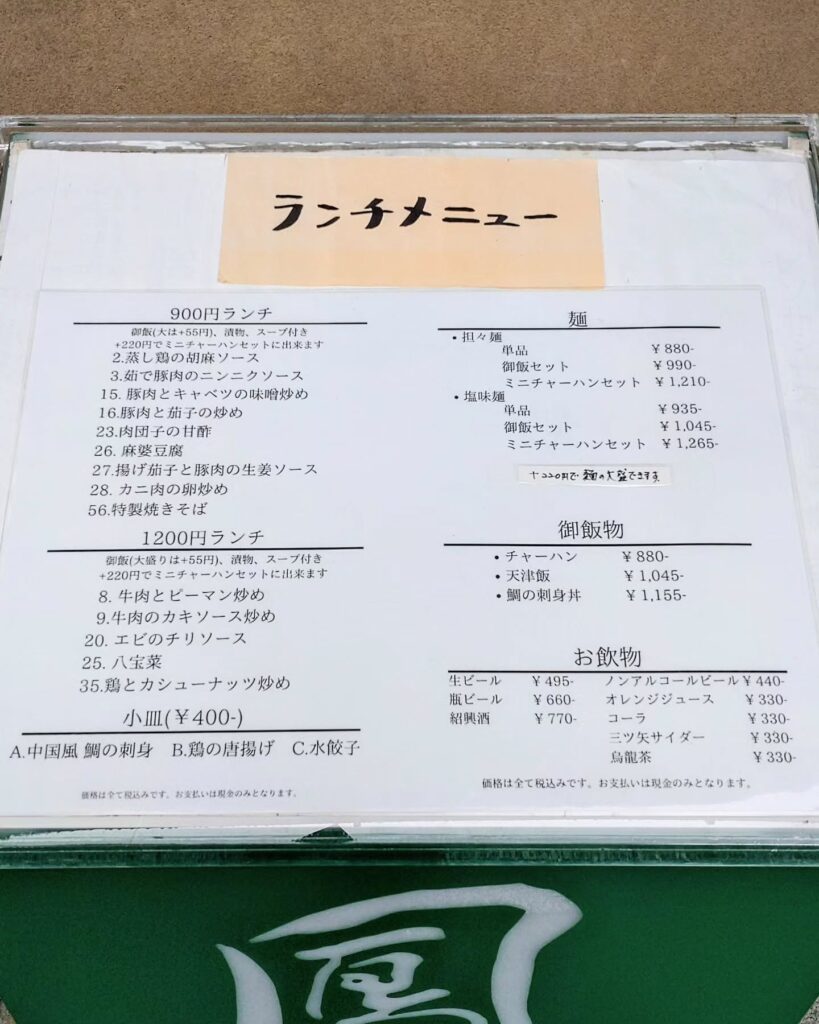 ランチメニュー
900円ランチ
御飯(大は+55円)、漬物、スープ付き
+220円でミニチャーハンセットに出来ます
2.蒸し鶏の胡麻ソース
3.茹で豚肉のニンニクソース
15. 豚肉とキャベツの味噌炒め
16.豚肉と茄子の炒め
23.肉団子の甘酢
26. 麻婆豆腐
27.揚げ茄子と豚肉の生姜ソース
28. カニ肉の卵炒め
56.特製焼きそば
1200円ランチ
御飯(大盛りは+55円)、漬物、スープ付き
+220円でミニチャーハンセットに出来ます
8. 牛肉とピーマン炒め
9.牛肉のカキソース炒め
20. エビのチリソース
25. 八宝菜
35.鶏とカシューナッツ炒め
小皿(￥400-)
A.中国風 鯛の刺身 B.鶏の唐揚げ C.水餃子
価格は全て税込みです。お支払いは現金のみとなります。
麺
・担々麺
単品 ￥880-
御飯セット ￥990-
ミニチャーハンセット ￥1,210-
・塩味麺
単品 ￥935-
御飯セット ￥1,045-
ミニチャーハンセット ￥1,265-
+220円で麺の大盛できます
御飯物
・チャーハン ￥880-
・天津飯 ￥1,045-
・鯛の刺身丼 ￥1,155-
お飲物
生ビール ￥495- ノンアルコールビール￥440-
瓶ビール ￥660- オレンジジュース ￥330-
紹興酒 ￥770- コーラ ￥330-
三ツ矢サイダー ￥330-
烏龍茶 ￥330-
価格は全て税込みです。お支払いは現金のみとなります。